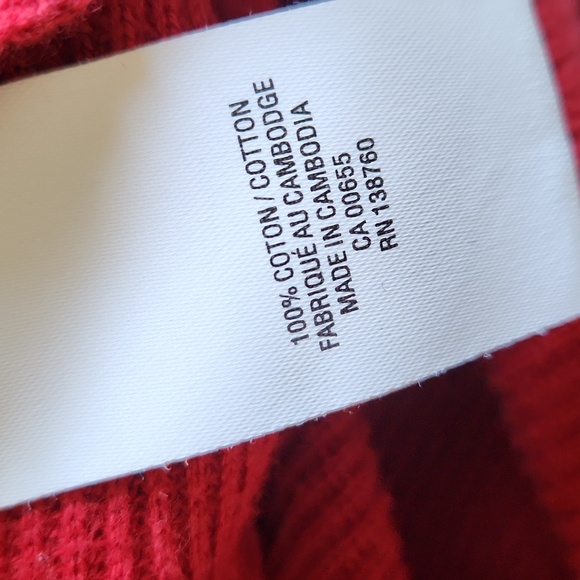 100% COTON / COTTON
FABRIQUÉ AU CAMBODGE
MADE IN CAMBODIA
CA 00655
RN 138760